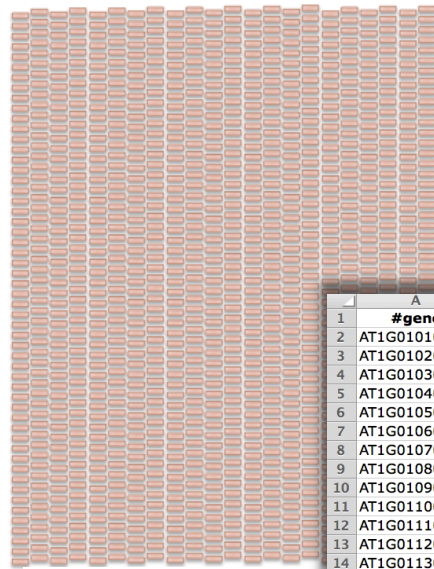 A
1 #gene
2 AT1G0101
3 AT1G0102
4 AT1G0103
5 AT1G0104
6 AT1G0105
7 AT1G0106
8 AT1G0107
9 AT1G0108
10 AT1G0109
11 AT1G0110
12 AT1G0111
13 AT1G0112
14 AT1G0113